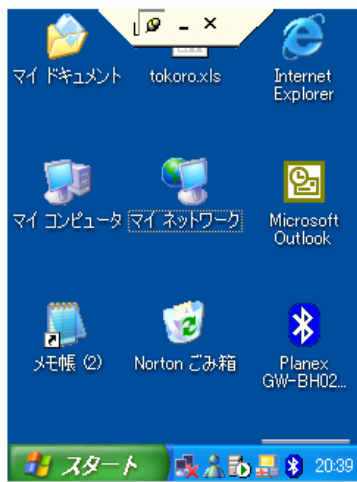 マイ ドキュメント
tokoro.xls
Internet
Explorer
マイ コンピュータ
マイ ネットワーク
Microsoft
Outlook
メモ帳 (2)
Norton ごみ箱
Planex
GW-BH02...
スタート
20:39